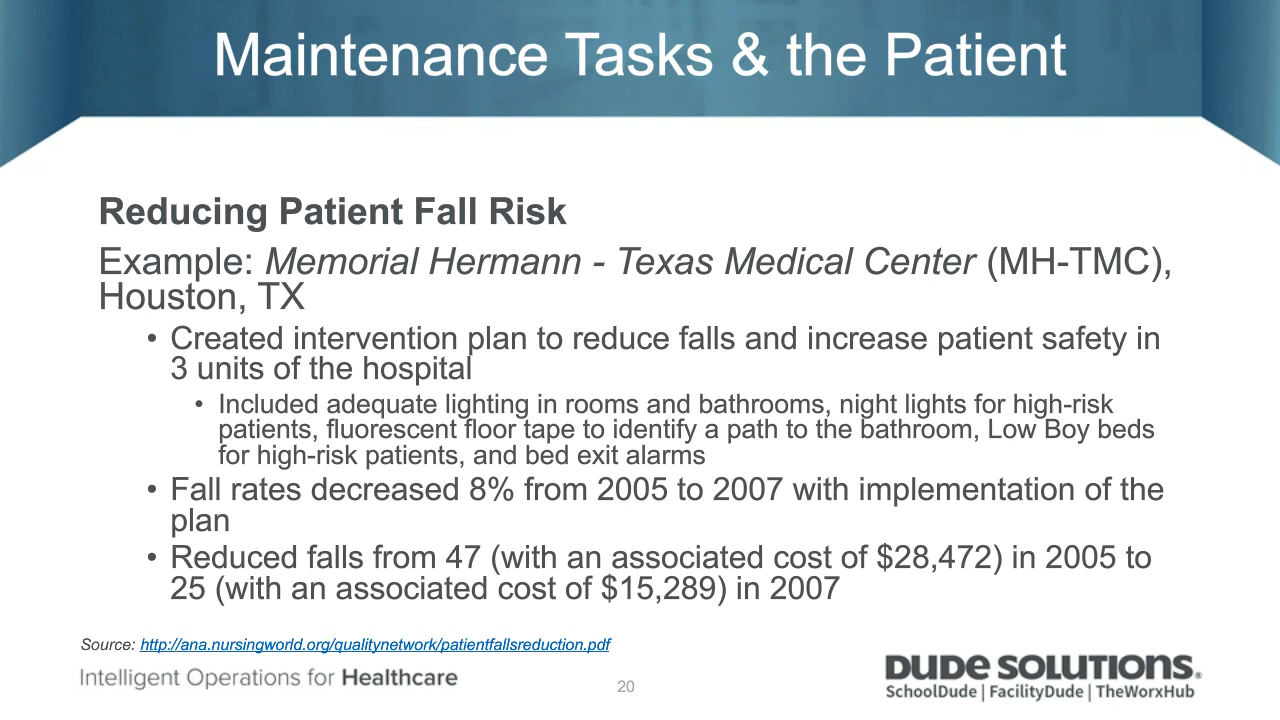 Maintenance Tasks & the Patient
Reducing Patient Fall Risk
Example: Memorial Hermann - Texas Medical Center (MH-TMC),
Houston, TX
• Created intervention plan to reduce falls and increase patient safety in
3 units of the hospital
• Included adequate lighting in rooms and bathrooms, night lights for high-risk
patients, fluorescent floor tape to identify a path to the bathroom, Low Boy beds
for high-risk patients, and bed exit alarms
• Fall rates decreased 8% from 2005 to 2007 with implementation of the
plan
• Reduced falls from 47 (with an associated cost of $28,472) in 2005 to
25 (with an associated cost of $15,289) in 2007
Source: http://ana.nursingworld.org/qualitynetwork/patientfallsreduction.pdf
Intelligent Operations for Healthcare
20
DUDE SOLUTIONS®
SchoolDude | FacilityDude | TheWorxHub